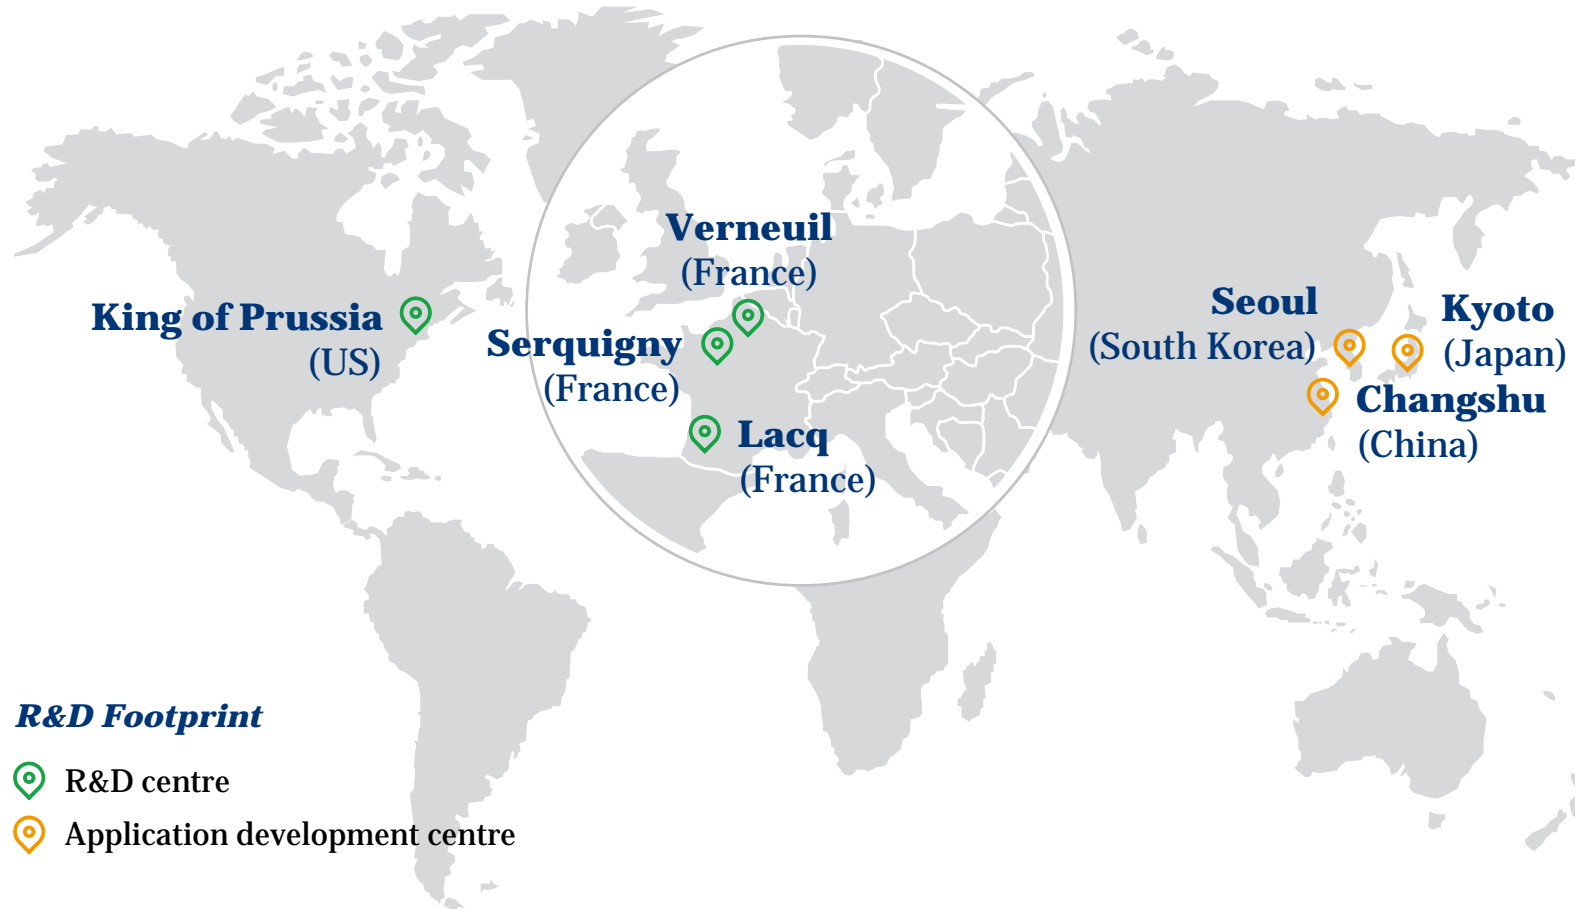 Verneuil
(France)
King of Prussia
(US)
Serquigny
(France)
Lacq
(France)
Seoul
(South Korea)
Kyoto
(Japan)
Changshu
(China)
R&D Footprint
R&D centre
Application development centre